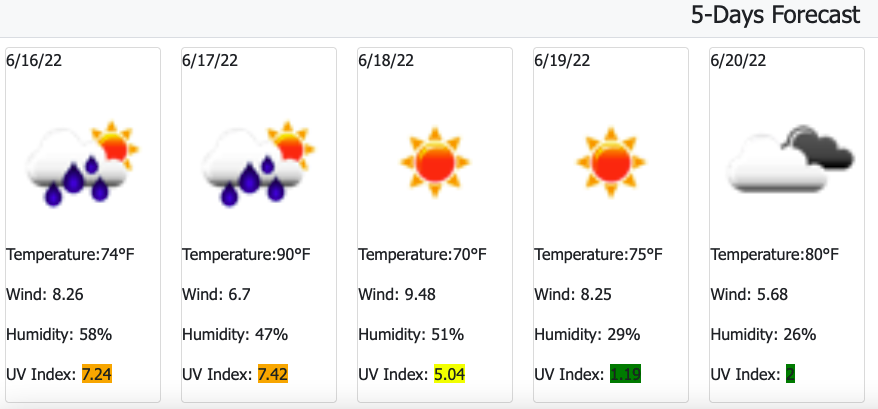 5-Days Forecast
6/16/22
Temperature:74°F
Wind: 8.26
Humidity: 58%
UV Index: 7.24
6/17/22
Temperature:90°F
Wind: 6.7
Humidity: 47%
UV Index: 7.42
6/18/22
Temperature:70°F
Wind: 9.48
Humidity: 51%
UV Index: 5.04
6/19/22
Temperature:75°F
Wind: 8.25
Humidity: 29%
UV Index: 1.19
6/20/22
Temperature:80°F
Wind: 5.68
Humidity: 26%
UV Index: 2